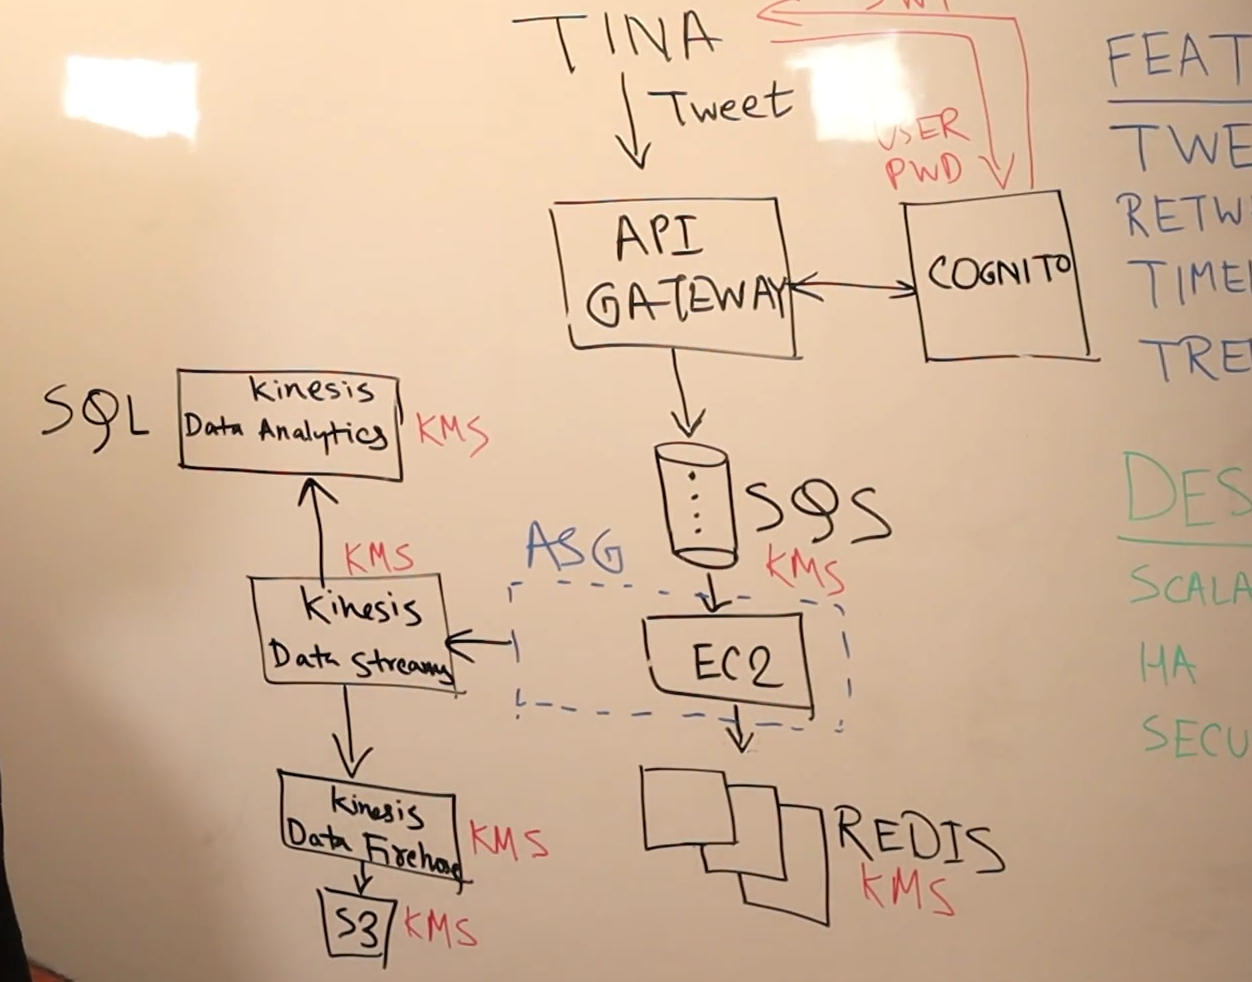 TINA
Tweet
USER
PWD
API
GATEWAY
COGNITO
SQL
Kinesis
Data Analytics
KMS
SQS
KMS
ASG
KMS
Kinesis
Data Streams
EC2
Kinesis
Data Firehose
KMS
S3
KMS
REDIS
KMS
FEAT
TWE
RETW
TIME
TRE
DES
SCALA
HA
SECU